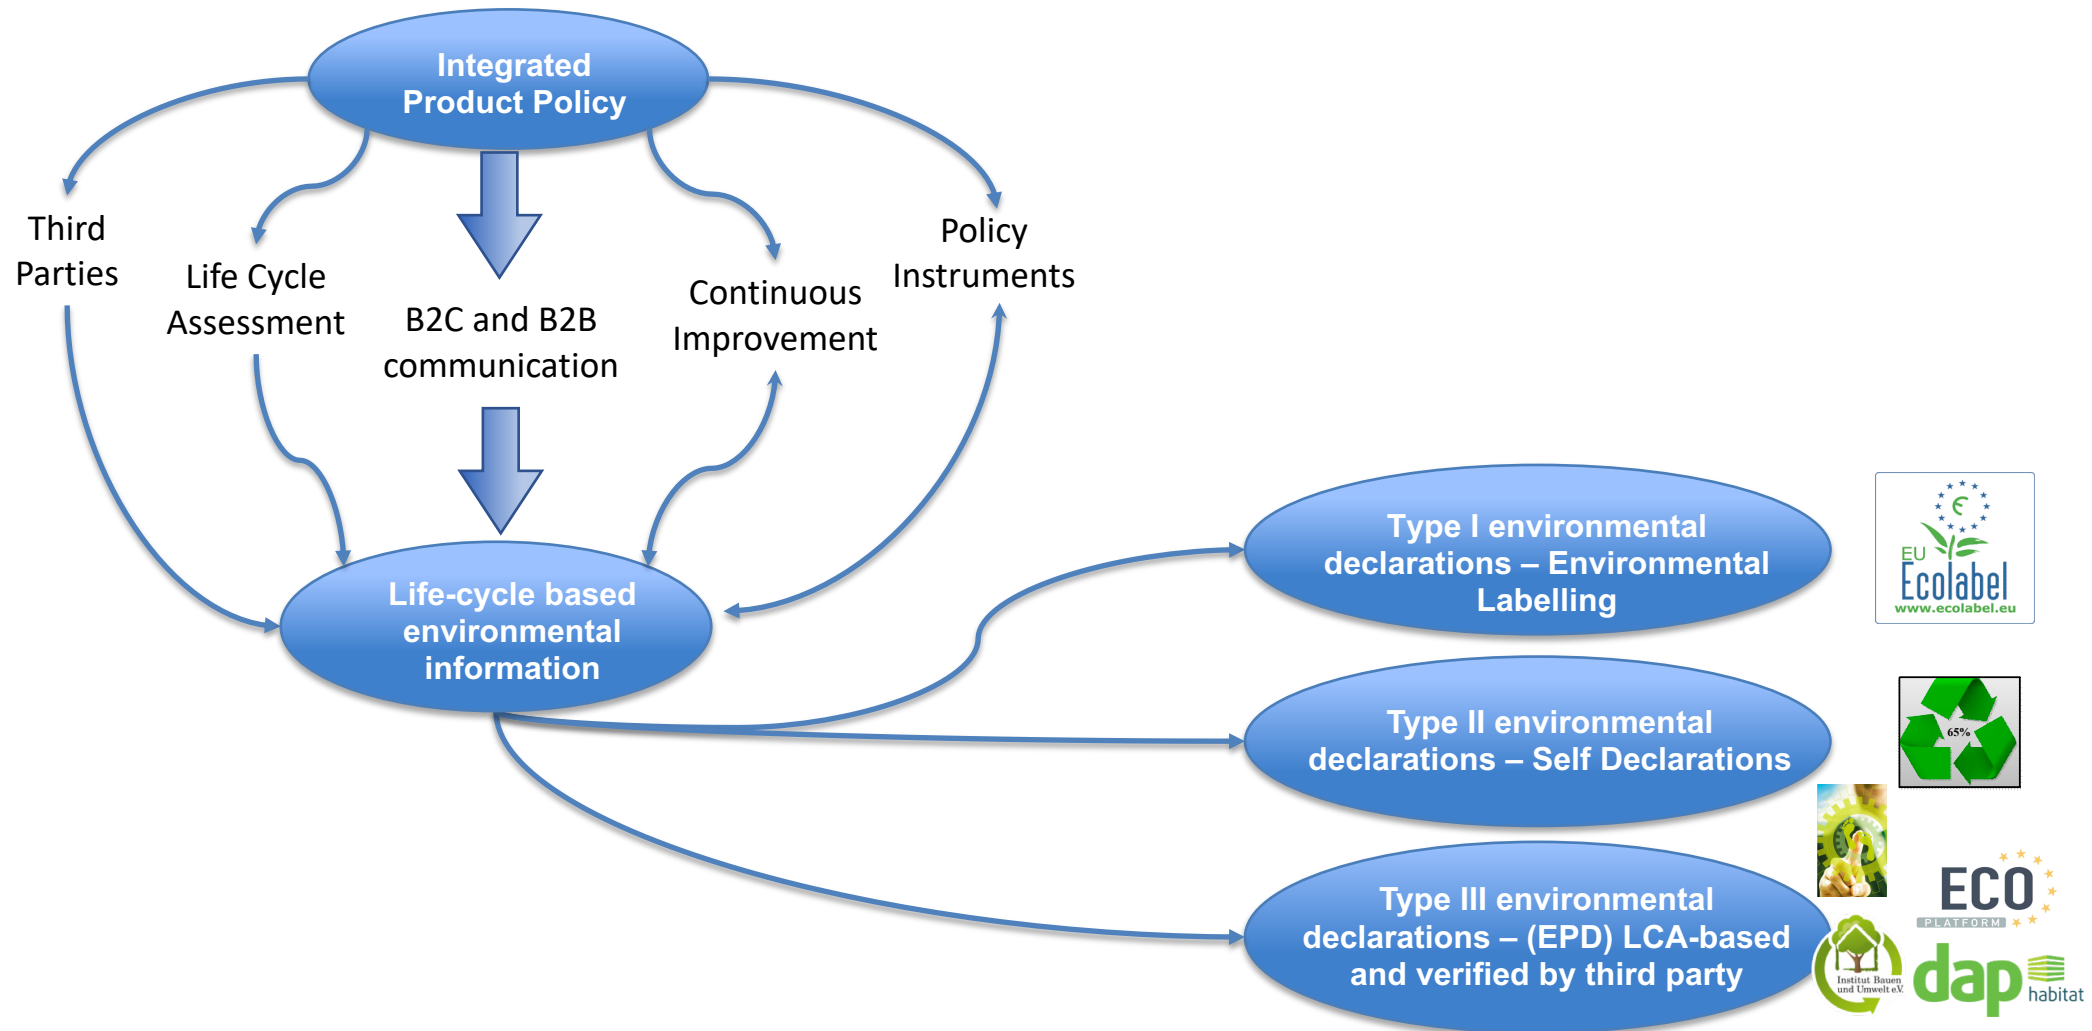 Integrated
Product Policy
Third
Parties
Life Cycle
Assessment
B2C and B2B
communication
Continuous
Improvement
Policy
Instruments
Life-cycle based
environmental
information
Type I environmental
declarations – Environmental
Labelling
EU
Ecolabel
www.ecolabel.eu
Type II environmental
declarations – Self Declarations
65%
Type III environmental
declarations – (EPD) LCA-based
and verified by third party
ECO
PLATFORM
Institut Bauen
und Umwelt e.V.
dap
habitat